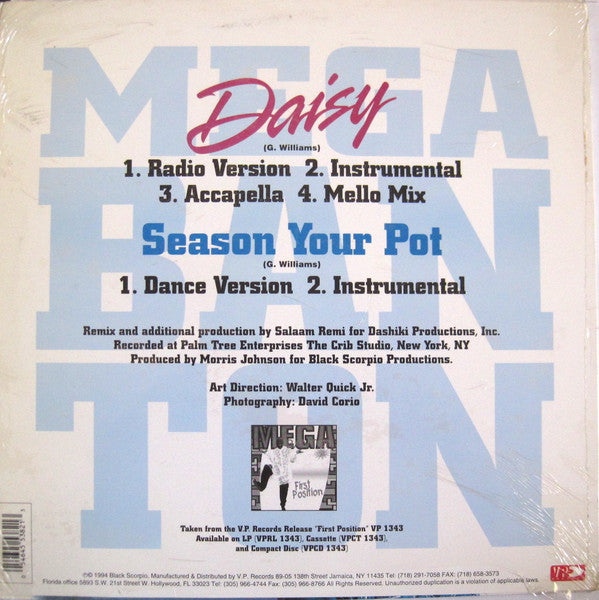 MEGA
BAN
TON
Daisy
(G. Williams)
1. Radio Version 2. Instrumental
3. Accapella 4. Mello Mix
Season Your Pot
(G. Williams)
1. Dance Version 2. Instrumental
Remix and additional production by Salaam Remi for Dashiki Productions, Inc.
Recorded at Palm Tree Enterprises The Crib Studio, New York, NY
Produced by Morris Johnson for Black Scorpio Productions.
Art Direction: Walter Quick Jr.
Photography: David Corio
MEGA
First
Position
Taken from the V.P. Records Release "First Position" VP 1343
Available on LP (VPRL 1343), Cassette (VPCT 1343)
and Compact Disc (VPCD 1343)
℗© 1994 Black Scorpio. Manufactured & Distributed by V.P. Records 89-05 138th Street Jamaica, NY 11435 Tel: (718) 291-7058 FAX: (718) 658-3573
Florida office 5893 S.W. 21st Street W. Hollywood, FL 33023 Tel: (305) 966-4744 Fax: (305) 966-8766 All Rights Reserved. Unauthorized duplication is a violation of applicable laws.